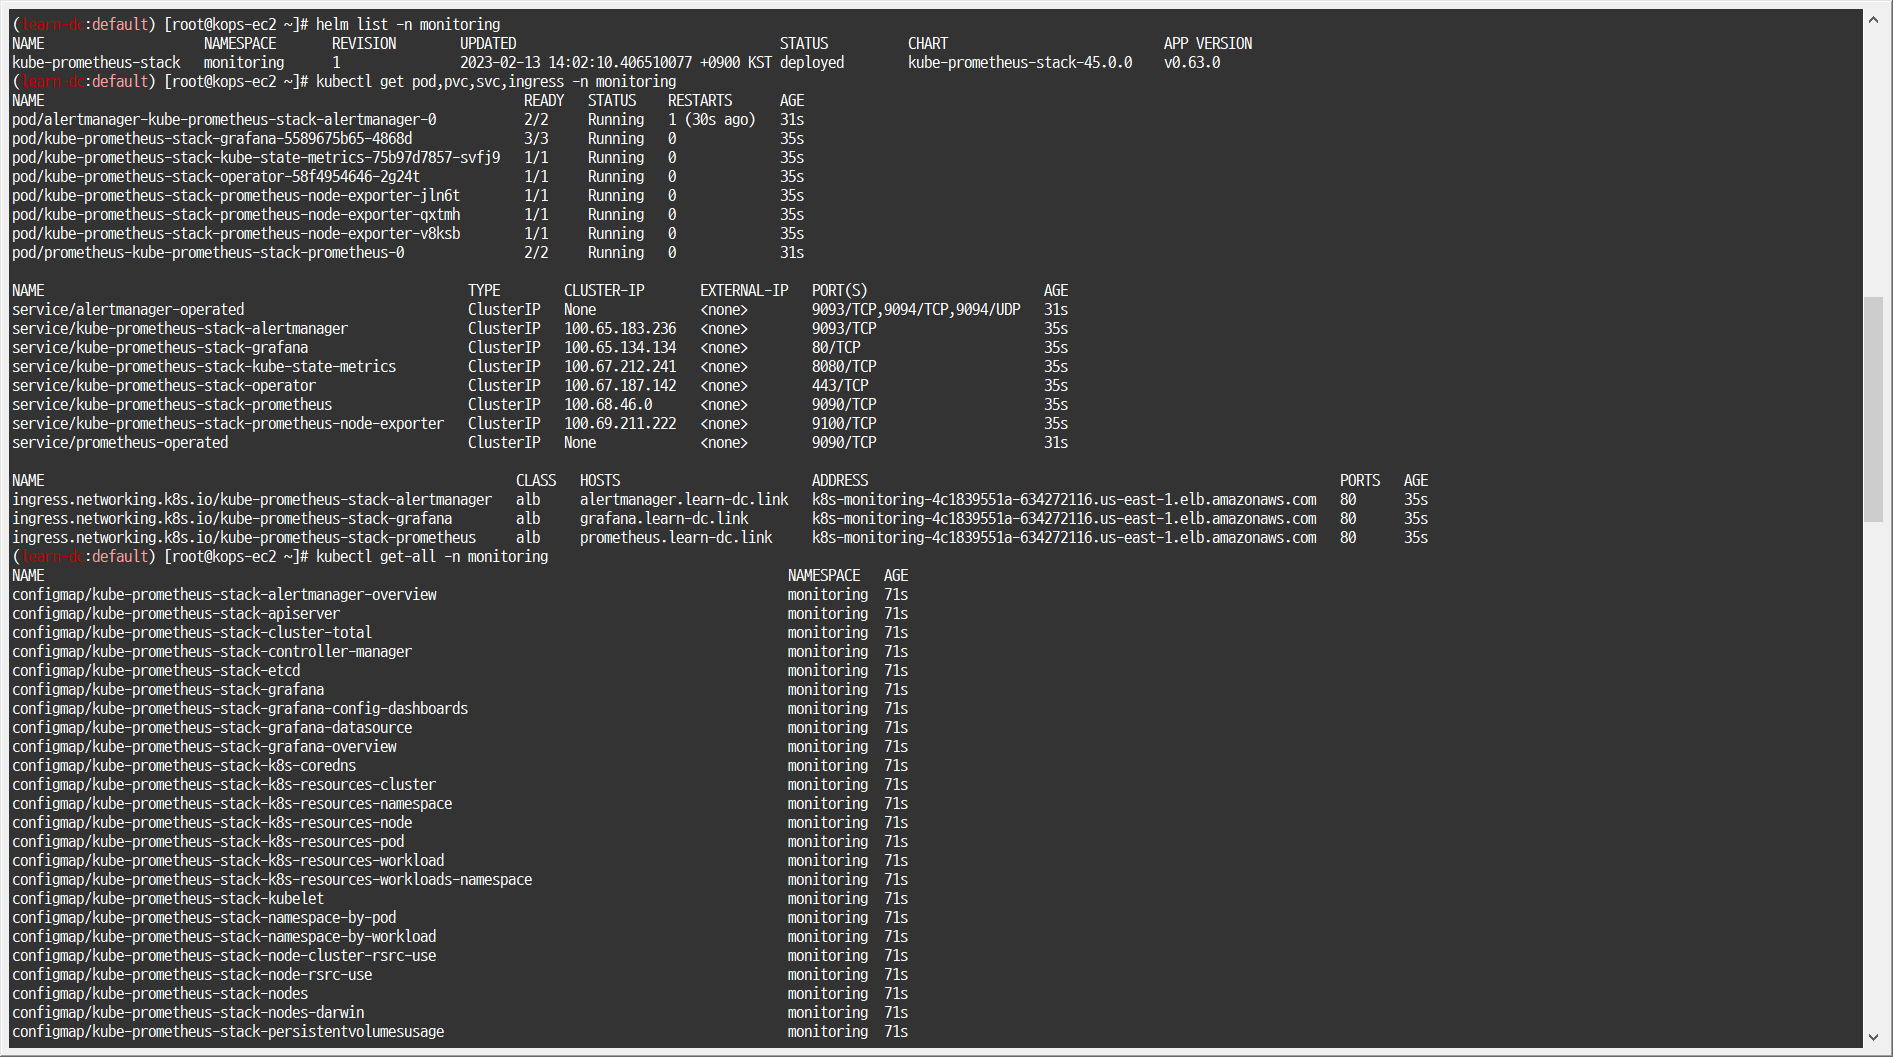 (learn-dc:default) [root@kops-ec2 ~]# helm list -n monitoring
NAME NAMESPACE REVISION UPDATED STATUS CHART APP VERSION
kube-prometheus-stack monitoring 1 2023-02-13 14:02:10.406510077 +0900 KST deployed kube-prometheus-stack-45.0.0 v0.63.0
(learn-dc:default) [root@kops-ec2 ~]# kubectl get pod,pvc,svc,ingress -n monitoring
NAME READY STATUS RESTARTS AGE
pod/alertmanager-kube-prometheus-stack-alertmanager-0 2/2 Running 1 (30s ago) 31s
pod/kube-prometheus-stack-grafana-5589675b65-4868d 3/3 Running 0 35s
pod/kube-prometheus-stack-kube-state-metrics-75b97d7857-svfj9 1/1 Running 0 35s
pod/kube-prometheus-stack-operator-58f4954646-2g24t 1/1 Running 0 35s
pod/kube-prometheus-stack-prometheus-node-exporter-jln6t 1/1 Running 0 35s
pod/kube-prometheus-stack-prometheus-node-exporter-qxtmh 1/1 Running 0 35s
pod/kube-prometheus-stack-prometheus-node-exporter-v8ksb 1/1 Running 0 35s
pod/prometheus-kube-prometheus-stack-prometheus-0 2/2 Running 0 31s
NAME TYPE CLUSTER-IP EXTERNAL-IP PORT(S) AGE
service/alertmanager-operated ClusterIP None <none> 9093/TCP,9094/TCP,9094/UDP 31s
service/kube-prometheus-stack-alertmanager ClusterIP 100.65.183.236 <none> 9093/TCP 35s
service/kube-prometheus-stack-grafana ClusterIP 100.65.134.134 <none> 80/TCP 35s
service/kube-prometheus-stack-kube-state-metrics ClusterIP 100.67.212.241 <none> 8080/TCP 35s
service/kube-prometheus-stack-operator ClusterIP 100.67.187.142 <none> 443/TCP 35s
service/kube-prometheus-stack-prometheus ClusterIP 100.68.46.0 <none> 9090/TCP 35s
service/kube-prometheus-stack-prometheus-node-exporter ClusterIP 100.69.211.222 <none> 9100/TCP 35s
service/prometheus-operated ClusterIP None <none> 9090/TCP 31s
NAME CLASS HOSTS ADDRESS PORTS AGE
ingress.networking.k8s.io/kube-prometheus-stack-alertmanager alb alertmanager.learn-dc.link k8s-monitoring-4c1839551a-634272116.us-east-1.elb.amazonaws.com 80 35s
ingress.networking.k8s.io/kube-prometheus-stack-grafana alb grafana.learn-dc.link k8s-monitoring-4c1839551a-634272116.us-east-1.elb.amazonaws.com 80 35s
ingress.networking.k8s.io/kube-prometheus-stack-prometheus alb prometheus.learn-dc.link k8s-monitoring-4c1839551a-634272116.us-east-1.elb.amazonaws.com 80 35s
(learn-dc:default) [root@kops-ec2 ~]# kubectl get-all -n monitoring
NAME NAMESPACE AGE
configmap/kube-prometheus-stack-alertmanager-overview monitoring 71s
configmap/kube-prometheus-stack-apiserver monitoring 71s
configmap/kube-prometheus-stack-cluster-total monitoring 71s
configmap/kube-prometheus-stack-controller-manager monitoring 71s
configmap/kube-prometheus-stack-etcd monitoring 71s
configmap/kube-prometheus-stack-grafana monitoring 71s
configmap/kube-prometheus-stack-grafana-config-dashboards monitoring 71s
configmap/kube-prometheus-stack-grafana-datasource monitoring 71s
configmap/kube-prometheus-stack-grafana-overview monitoring 71s
configmap/kube-prometheus-stack-k8s-coredns monitoring 71s
configmap/kube-prometheus-stack-k8s-resources-cluster monitoring 71s
configmap/kube-prometheus-stack-k8s-resources-namespace monitoring 71s
configmap/kube-prometheus-stack-k8s-resources-node monitoring 71s
configmap/kube-prometheus-stack-k8s-resources-pod monitoring 71s
configmap/kube-prometheus-stack-k8s-resources-workload monitoring 71s
configmap/kube-prometheus-stack-k8s-resources-workloads-namespace monitoring 71s
configmap/kube-prometheus-stack-kubelet monitoring 71s
configmap/kube-prometheus-stack-namespace-by-pod monitoring 71s
configmap/kube-prometheus-stack-namespace-by-workload monitoring 71s
configmap/kube-prometheus-stack-node-cluster-rsrc-use monitoring 71s
configmap/kube-prometheus-stack-node-rsrc-use monitoring 71s
configmap/kube-prometheus-stack-nodes monitoring 71s
configmap/kube-prometheus-stack-nodes-darwin monitoring 71s
configmap/kube-prometheus-stack-persistentvolumesusage monitoring 71s